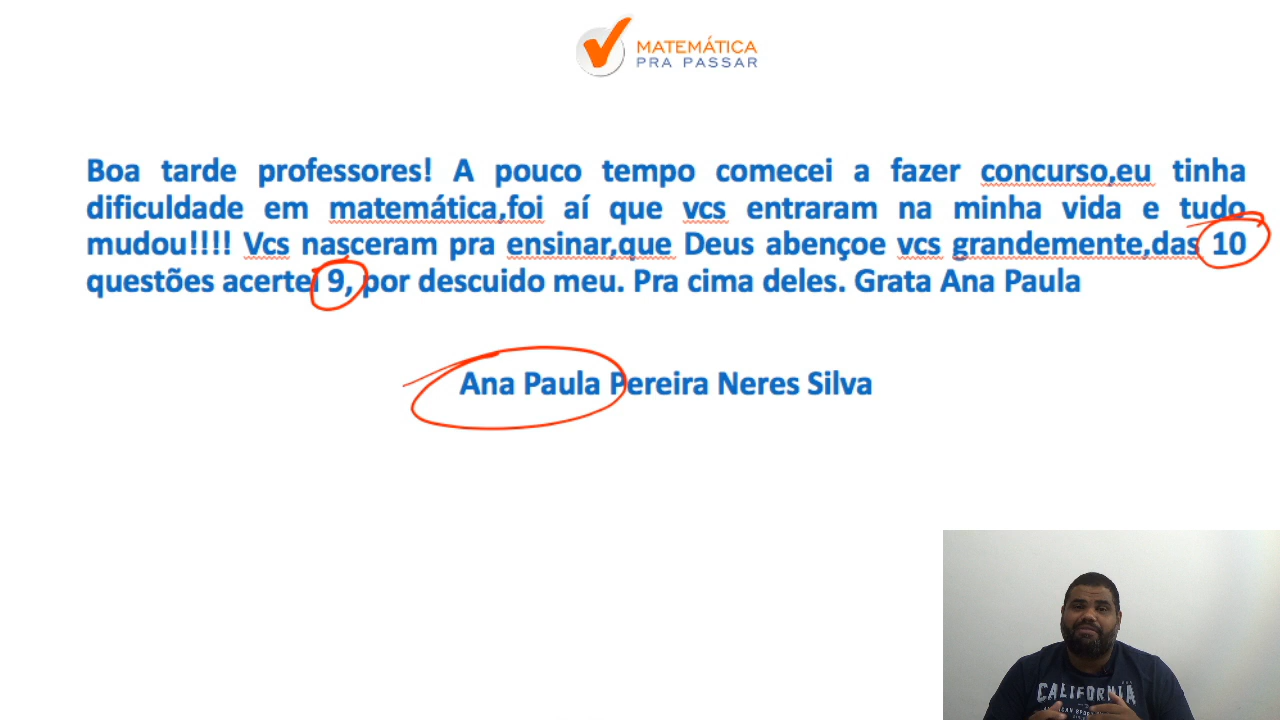 MATEMÁTICA
PRA PASSAR
Boa tarde professores! A pouco tempo comecei a fazer concurso,eu tinha
dificuldade em matemática,foi aí que vcs entraram na minha vida e tudo
mudou!!!! Vcs nasceram pra ensinar,que Deus abençoe vcs grandemente,das 10
questões acertei 9, por descuido meu. Pra cima deles. Grata Ana Paula
Ana Paula Pereira Neres Silva
CALIFORNIA